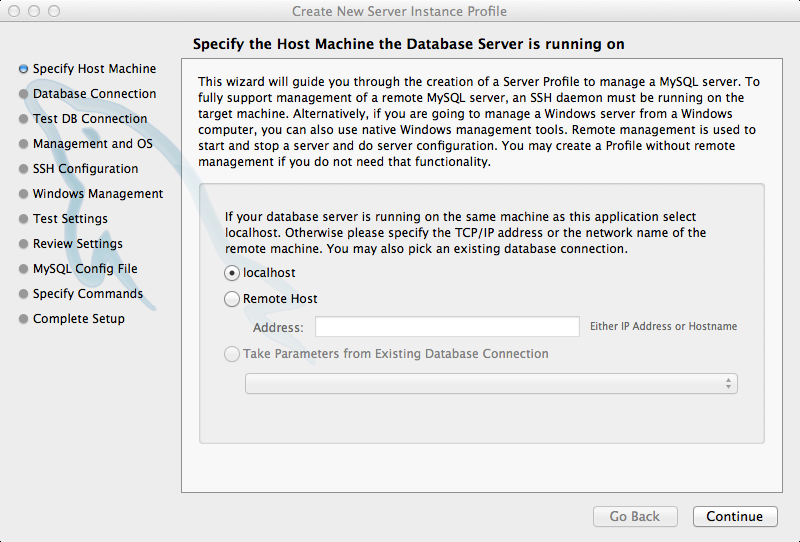 Create New Server Instance Profile
Specify the Host Machine the Database Server is running on
Specify Host Machine
Database Connection
Test DB Connection
Management and OS
SSH Configuration
Windows Management
Test Settings
Review Settings
MySQL Config File
Specify Commands
Complete Setup
This wizard will guide you through the creation of a Server Profile to manage a MySQL server. To
fully support management of a remote MySQL server, an SSH daemon must be running on the
target machine. Alternatively, if you are going to manage a Windows server from a Windows
computer, you can also use native Windows management tools. Remote management is used to
start and stop a server and do server configuration. You may create a Profile without remote
management if you do not need that functionality.
If your database server is running on the same machine as this application select
localhost. Otherwise please specify the TCP/IP address or the network name of the
remote machine. You may also pick an existing database connection.
localhost
Remote Host
Address: Either IP Address or Hostname
Take Parameters from Existing Database Connection
Go Back Continue